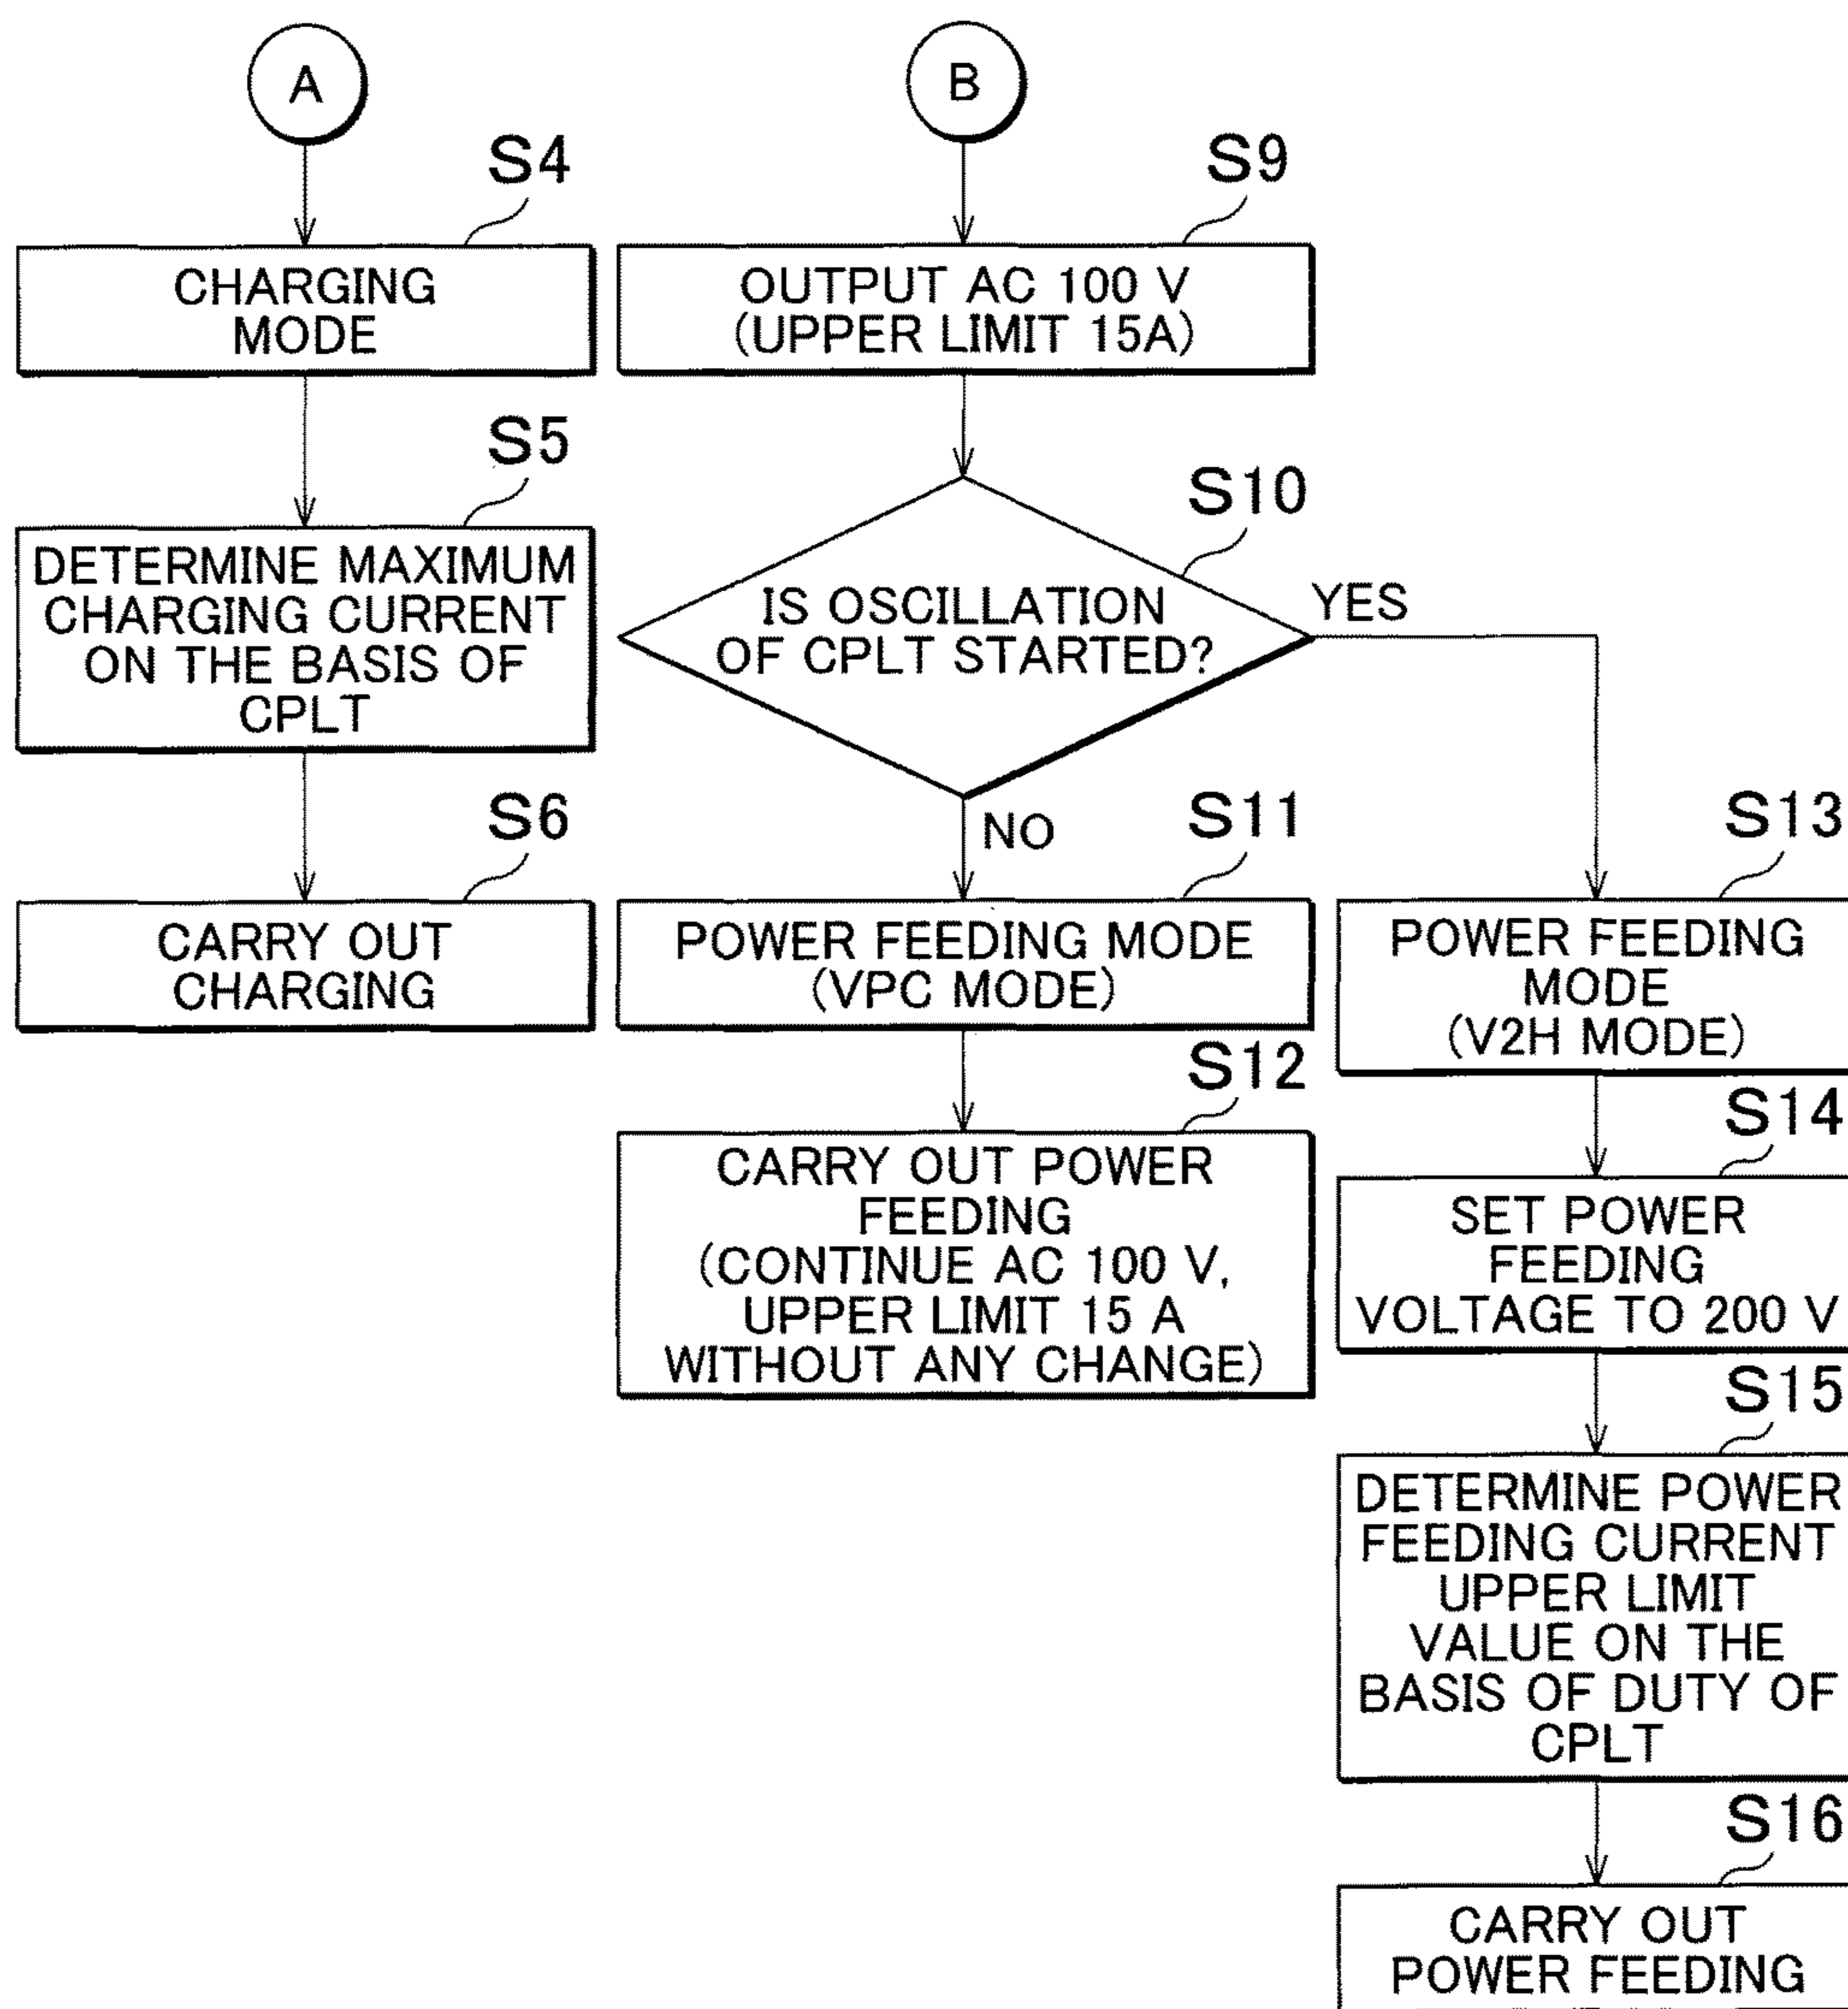 A
S4
CHARGING
MODE
S5
DETERMINE MAXIMUM
CHARGING CURRENT
ON THE BASIS OF
CPLT
S6
CARRY OUT
CHARGING
B
S9
OUTPUT AC 100 V
(UPPER LIMIT 15A)
S10
IS OSCILLATION
OF CPLT STARTED?
YES
NO
S11
POWER FEEDING MODE
(VPC MODE)
S12
CARRY OUT POWER
FEEDING
(CONTINUE AC 100 V,
UPPER LIMIT 15 A
WITHOUT ANY CHANGE)
S13
POWER FEEDING
MODE
(V2H MODE)
S14
SET POWER
FEEDING
VOLTAGE TO 200 V
S15
DETERMINE POWER
FEEDING CURRENT
UPPER LIMIT
VALUE ON THE
BASIS OF DUTY OF
CPLT
S16
CARRY OUT
POWER FEEDING